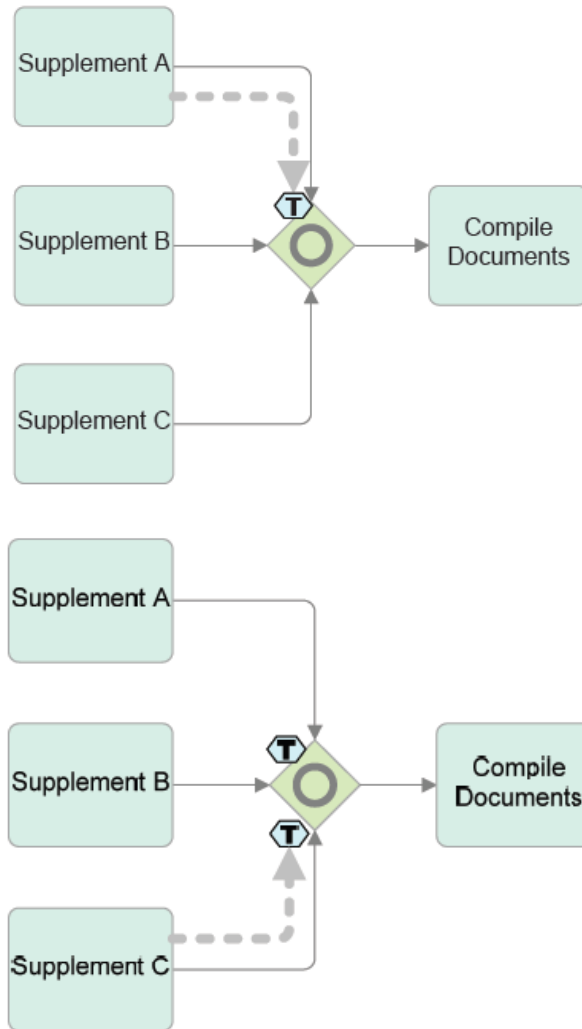 Supplement A
T
Supplement B
Compile
Documents
Supplement C
Supplement A
T
Supplement B
Compile
Documents
T
Supplement C